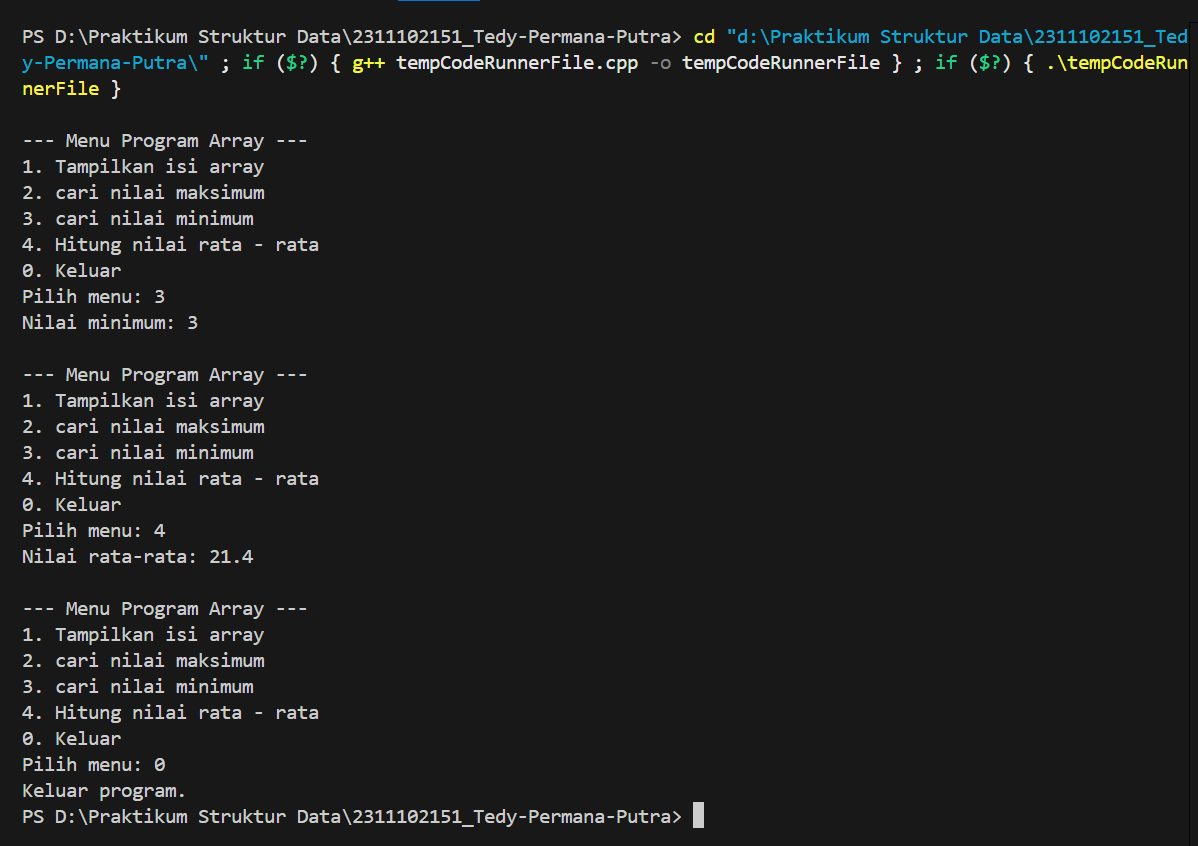 PS D:\Praktikum Struktur Data\2311102151_Tedy-Permana-Putra> cd "d:\Praktikum Struktur Data\2311102151_Ted
y-Permana-Putra\" ; if ($?) { g++ tempCodeRunnerFile.cpp -o tempCodeRunnerFile } ; if ($?) { .\tempCodeRun
nerFile }

--- Menu Program Array ---
1. Tampilkan isi array
2. cari nilai maksimum
3. cari nilai minimum
4. Hitung nilai rata - rata
0. Keluar
Pilih menu: 3
Nilai minimum: 3

--- Menu Program Array ---
1. Tampilkan isi array
2. cari nilai maksimum
3. cari nilai minimum
4. Hitung nilai rata - rata
0. Keluar
Pilih menu: 4
Nilai rata-rata: 21.4

--- Menu Program Array ---
1. Tampilkan isi array
2. cari nilai maksimum
3. cari nilai minimum
4. Hitung nilai rata - rata
0. Keluar
Pilih menu: 0
Keluar program.
PS D:\Praktikum Struktur Data\2311102151_Tedy-Permana-Putra>